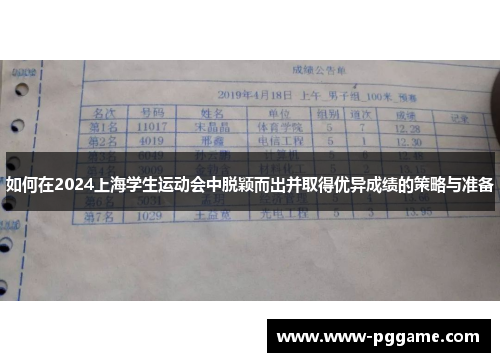 成绩公告单
2019年4月18日 上午 男子组 100米 预赛
名次 号码 姓名 单位 组别 道次 成绩 记录
第1名 11017 宋晶晶 体育学院 5 7 12.28
第2名 4019 邢鑫 电信工程 5 1 12.30
如何在2024上海学生运动会中脱颖而出并取得优异成绩的策略与准备
第7名 1029 王益宽 光电工程 5 3 13.95
www·pggame·com